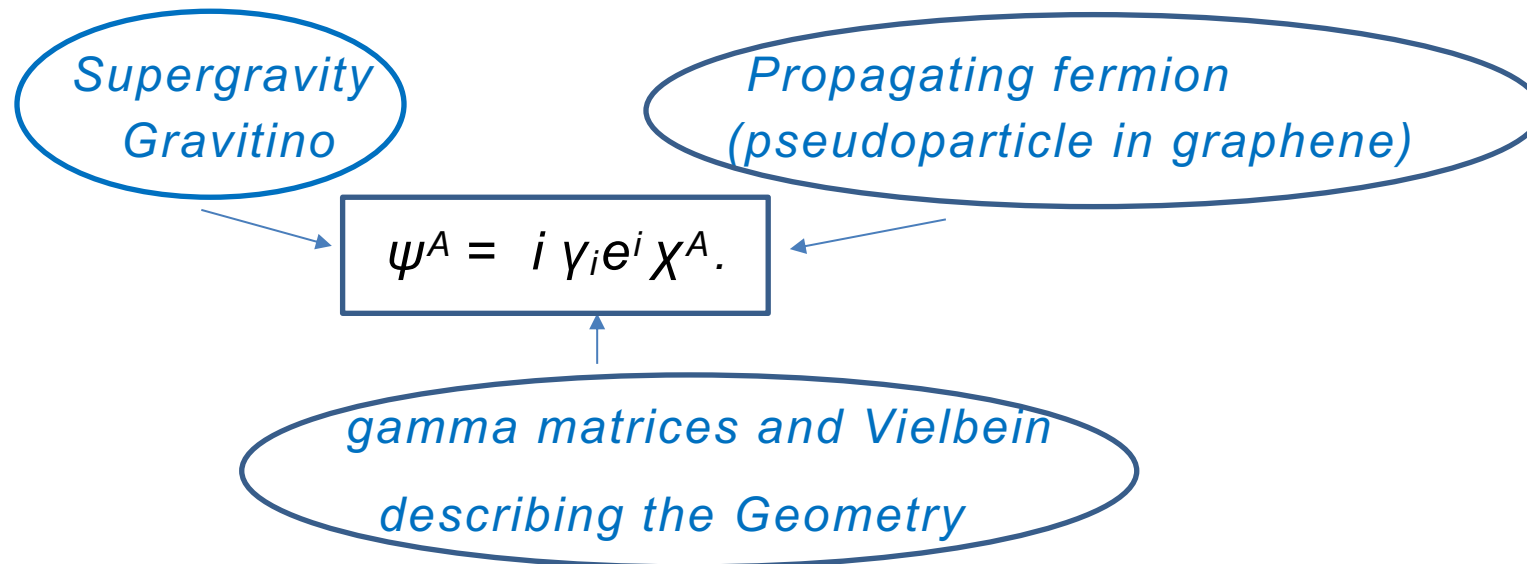 Supergravity
Gravitino
Propagating fermion
(pseudoparticle in graphene)
ψᴬ = i γᵢeⁱ χᴬ.
gamma matrices and Vielbein
describing the Geometry